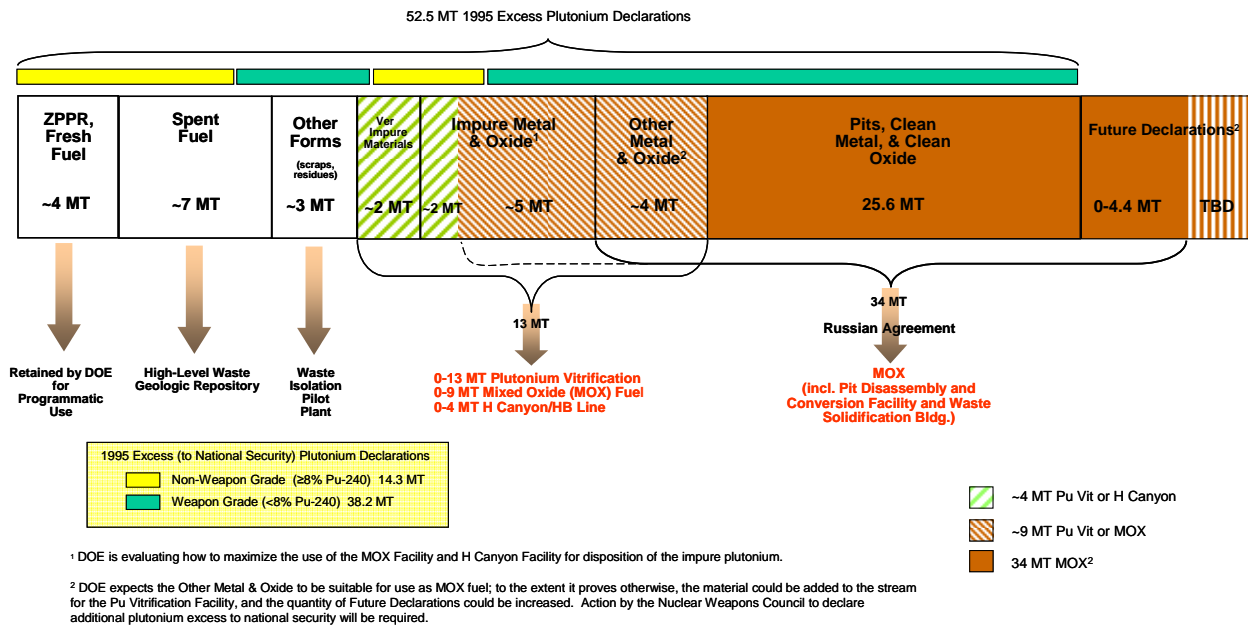 52.5 MT 1995 Excess Plutonium Declarations
ZPPR,
Fresh
Fuel
~4 MT
Spent
Fuel
~7 MT
Other
Forms
(scraps,
residues)
~3 MT
Ver
Impure
Materials
~2 MT
Impure Metal
& Oxide1
~2 MT
~5 MT
Other
Metal
& Oxide2
~4 MT
Pits, Clean
Metal, & Clean
Oxide
25.6 MT
Future Declarations2
0-4.4 MT
TBD
Retained by DOE
for
Programmatic
Use
High-Level Waste
Geologic Repository
Waste
Isolation
Pilot
Plant
13 MT
0-13 MT Plutonium Vitrification
0-9 MT Mixed Oxide (MOX) Fuel
0-4 MT H Canyon/HB Line
34 MT
Russian Agreement
MOX
(incl. Pit Disassembly and
Conversion Facility and Waste
Solidification Bldg.)
1995 Excess (to National Security) Plutonium Declarations
Non-Weapon Grade (≥8% Pu-240) 14.3 MT
Weapon Grade (<8% Pu-240) 38.2 MT
~4 MT Pu Vit or H Canyon
~9 MT Pu Vit or MOX
34 MT MOX2
1 DOE is evaluating how to maximize the use of the MOX Facility and H Canyon Facility for disposition of the impure plutonium.
2 DOE expects the Other Metal & Oxide to be suitable for use as MOX fuel; to the extent it proves otherwise, the material could be added to the stream
for the Pu Vitrification Facility, and the quantity of Future Declarations could be increased. Action by the Nuclear Weapons Council to declare
additional plutonium excess to national security will be required.